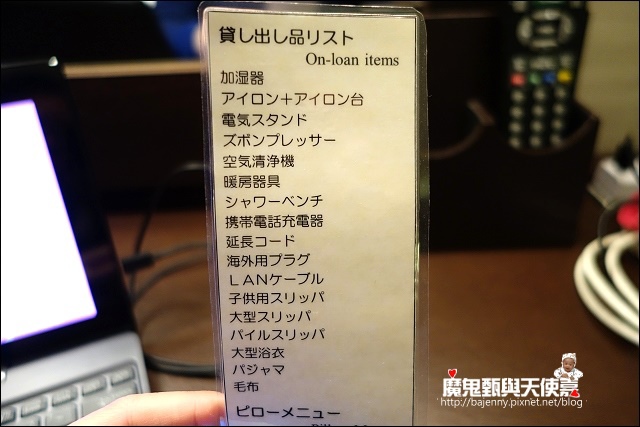 貸し出し品リスト
On-loan items
加湿器
アイロン＋アイロン台
電気スタンド
ズボンプレッサー
空気清浄機
暖房器具
シャワーベンチ
携帯電話充電器
延長コード
海外用プラグ
ＬＡＮケーブル
子供用スリッパ
大型スリッパ
パイルスリッパ
大型浴衣
パジャマ
毛布
ピローメニュー
魔鬼甄與天使嘉
http://bajenny.pixnet.net/blog